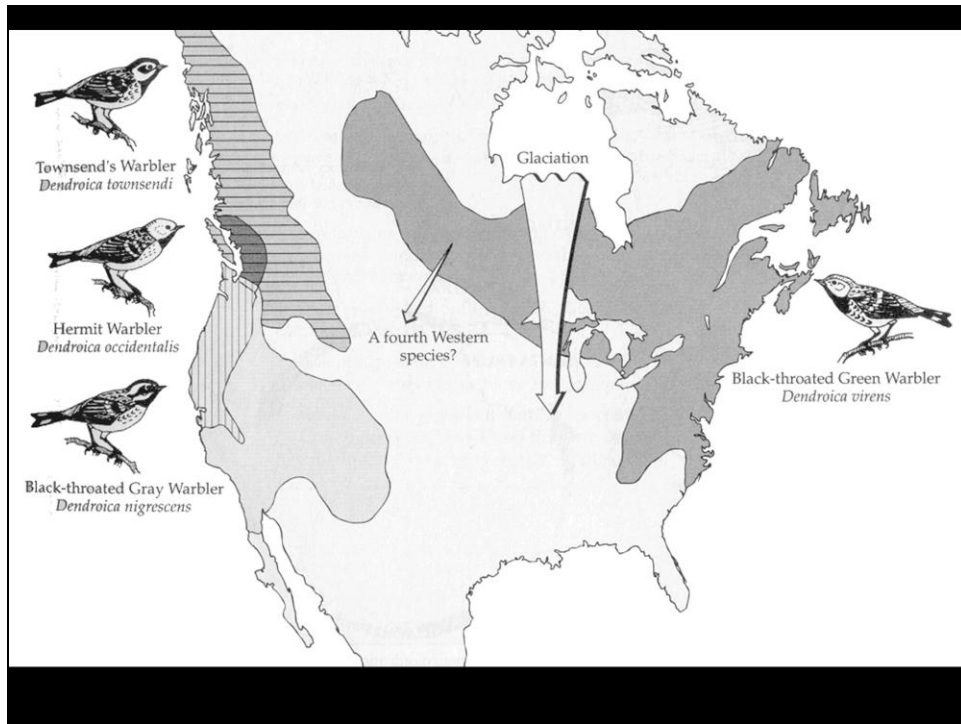 Townsend's Warbler
Dendroica townsendi
Hermit Warbler
Dendroica occidentalis
Black-throated Gray Warbler
Dendroica nigrescens
Glaciation
A fourth Western
species?
Black-throated Green Warbler
Dendroica virens